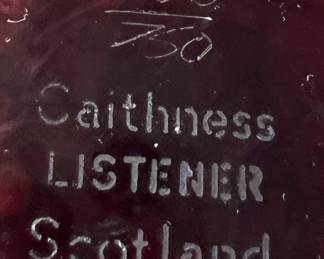 750
Caithness
LISTENER
Scotland